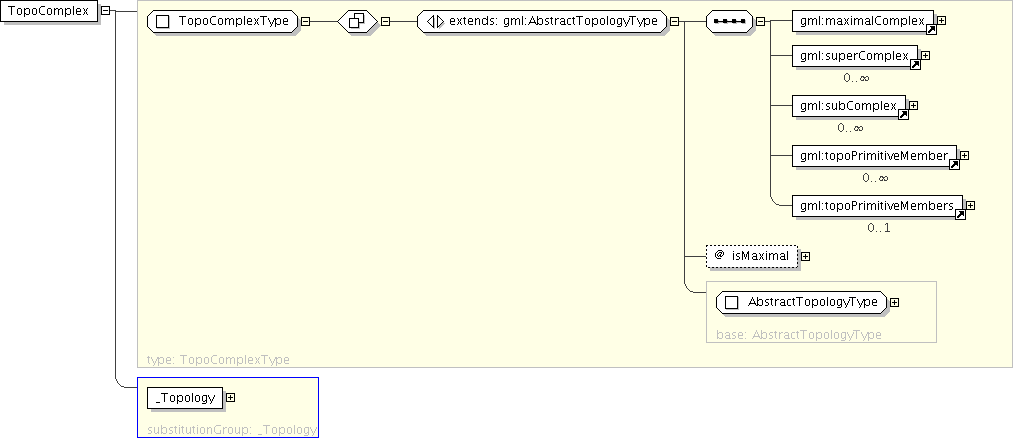 TopoComplex
TopoComplexType
extends: gml:AbstractTopologyType
gml:maximalComplex
gml:superComplex
0..∞
gml:subComplex
0..∞
gml:topoPrimitiveMember
0..∞
gml:topoPrimitiveMembers
0..1
@ isMaximal
AbstractTopologyType
base: AbstractTopologyType
type: TopoComplexType
_Topology
substitutionGroup: _Topology